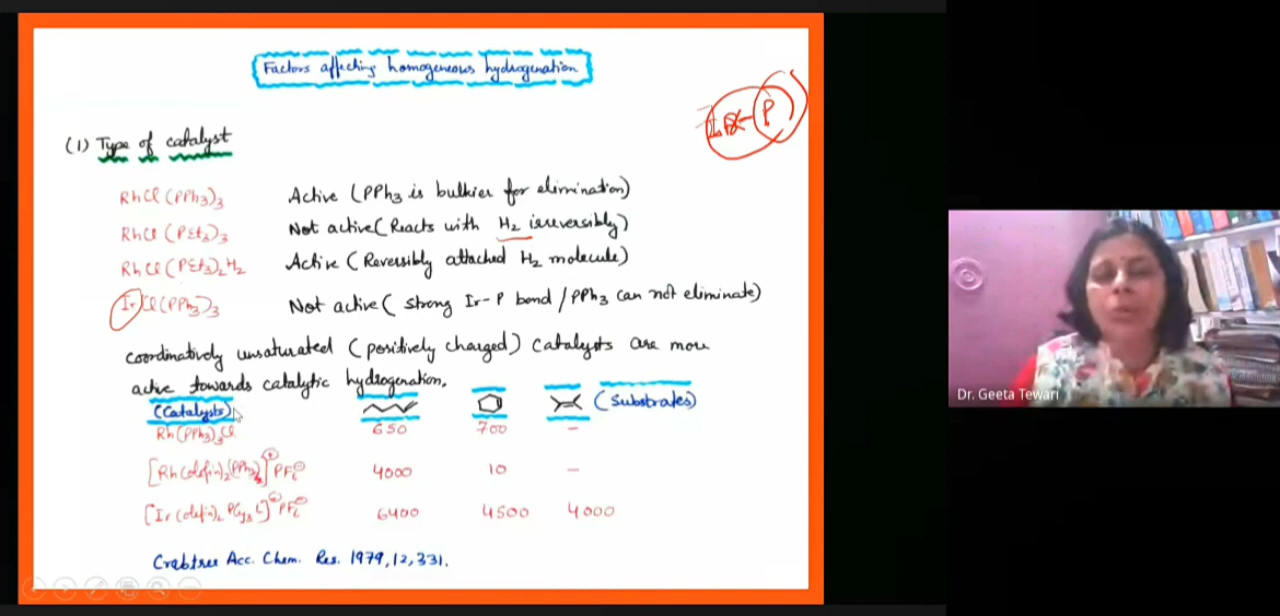 Factors affecting homogeneous hydrogenation
(1) Type of catalyst
RhCl(PPh3)3 Active (PPh3 is bulkier for elimination)
RhCl(PEt3)3 Not active (Reacts with H2 irreversibly)
RhCl(PEt3)2H2 Active (Reversibly attached H2 molecule)
IrCl(PPh3)3 Not active (Strong Ir-P bond/PPh3 can not eliminate)
Coordinatively unsaturated (positively charged) catalysts are more
active towards catalytic hydrogenation.
(Catalysts) (Substrates)
Rh(PPh3)3Cl 650 700 -
[Rh(olefin)2(PPh3)2]⊕PF6⊖ 4000 10 -
[Ir(olefin)2 PCy3 L]⊕PF6⊖ 6400 4500 4000
Crabtree Acc. Chem. Res. 1979, 12, 331.
P
Dr. Geeta Tewari